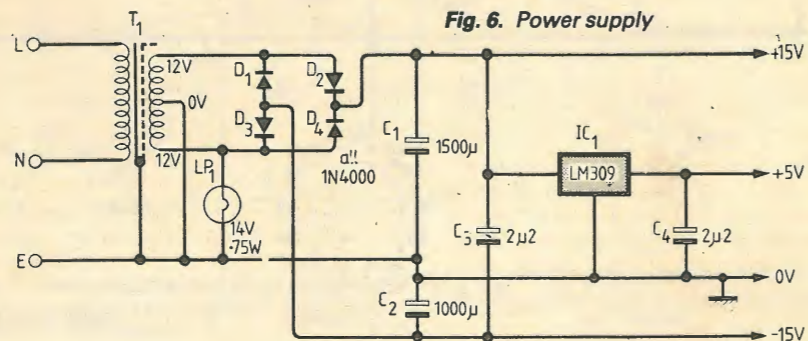 Fig. 6. Power supply
T1
L
N
E
12V
0V
12V
LP1
14V
·75W
D1
D2
D3
D4
all
1N4000
C1
1500µ
C2
1000µ
C3
2µ2
IC1
LM309
C4
2µ2
+15V
+5V
0V
-15V